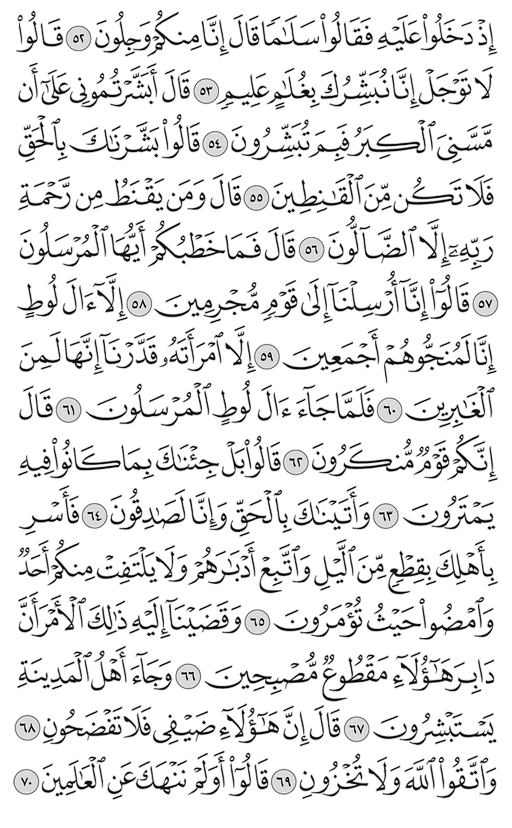 إِذْ دَخَلُوا۟ عَلَيْهِ فَقَالُوا۟ سَلَـٰمًا قَالَ إِنَّا مِنكُمْ وَجِلُونَ ٥٢ قَالُوا۟
لَا تَوْجَلْ إِنَّا نُبَشِّرُكَ بِغُلَـٰمٍ عَلِيمٍ ٥٣ قَالَ أَبَشَّرْتُمُونِى عَلَىٰٓ أَن
مَّسَّنِىَ ٱلْكِبَرُ فَبِمَ تُبَشِّرُونَ ٥٤ قَالُوا۟ بَشَّرْنَـٰكَ بِٱلْحَقِّ
فَلَا تَكُن مِّنَ ٱلْقَـٰنِطِينَ ٥٥ قَالَ وَمَن يَقْنَطُ مِن رَّحْمَةِ
رَبِّهِۦٓ إِلَّا ٱلضَّآلُّونَ ٥٦ قَالَ فَمَا خَطْبُكُمْ أَيُّهَا ٱلْمُرْسَلُونَ
٥٧ قَالُوٓا۟ إِنَّآ أُرْسِلْنَآ إِلَىٰ قَوْمٍ مُّجْرِمِينَ ٥٨ إِلَّآ ءَالَ لُوطٍ
إِنَّا لَمُنَجُّوهُمْ أَجْمَعِينَ ٥٩ إِلَّا ٱمْرَأَتَهُۥ قَدَّرْنَآ إِنَّهَا لَمِنَ
ٱلْغَـٰبِرِينَ ٦٠ فَلَمَّا جَآءَ ءَالَ لُوطٍ ٱلْمُرْسَلُونَ ٦١ قَالَ
إِنَّكُمْ قَوْمٌ مُّنكَرُونَ ٦٢ قَالُوا۟ بَلْ جِئْنَـٰكَ بِمَا كَانُوا۟ فِيهِ
يَمْتَرُونَ ٦٣ وَأَتَيْنَـٰكَ بِٱلْحَقِّ وَإِنَّا لَصَـٰدِقُونَ ٦٤ فَأَسْرِ
بِأَهْلِكَ بِقِطْعٍ مِّنَ ٱلَّيْلِ وَٱتَّبِعْ أَدْبَـٰرَهُمْ وَلَا يَلْتَفِتْ مِنكُمْ أَحَدٌ
وَٱمْضُوا۟ حَيْثُ تُؤْمَرُونَ ٦٥ وَقَضَيْنَآ إِلَيْهِ ذَٰلِكَ ٱلْأَمْرَ أَنَّ
دَابِرَ هَـٰٓؤُلَآءِ مَقْطُوعٌ مُّصْبِحِينَ ٦٦ وَجَآءَ أَهْلُ ٱلْمَدِينَةِ
يَسْتَبْشِرُونَ ٦٧ قَالَ إِنَّ هَـٰٓؤُلَآءِ ضَيْفِى فَلَا تَفْضَحُونِ ٦٨
وَٱتَّقُوا۟ ٱللَّهَ وَلَا تُخْزُونِ ٦٩ قَالُوٓا۟ أَوَلَمْ نَنْهَكَ عَنِ ٱلْعَـٰلَمِينَ ٧٠